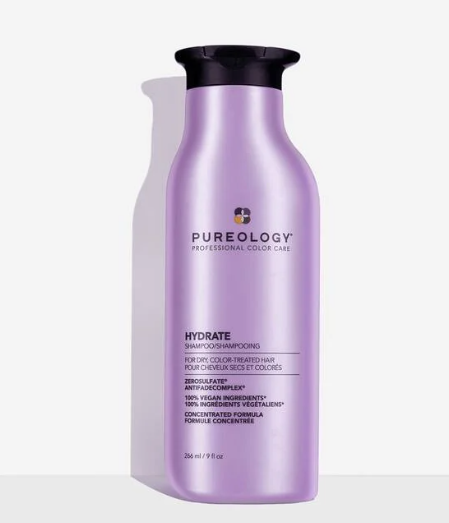 PUREOLOGY™
PROFESSIONAL COLOR CARE
HYDRATE
SHAMPOO/SHAMPOOING
FOR DRY, COLOR-TREATED HAIR
POUR CHEVEUX SECS ET COLORÉS
ZEROSULFATE®
ANTIFADECOMPLEX®
100% VEGAN INGREDIENTS*
100% INGRÉDIENTS VÉGÉTALIENS*
CONCENTRATED FORMULA
FORMULE CONCENTRÉE
266 ml / 9 fl oz